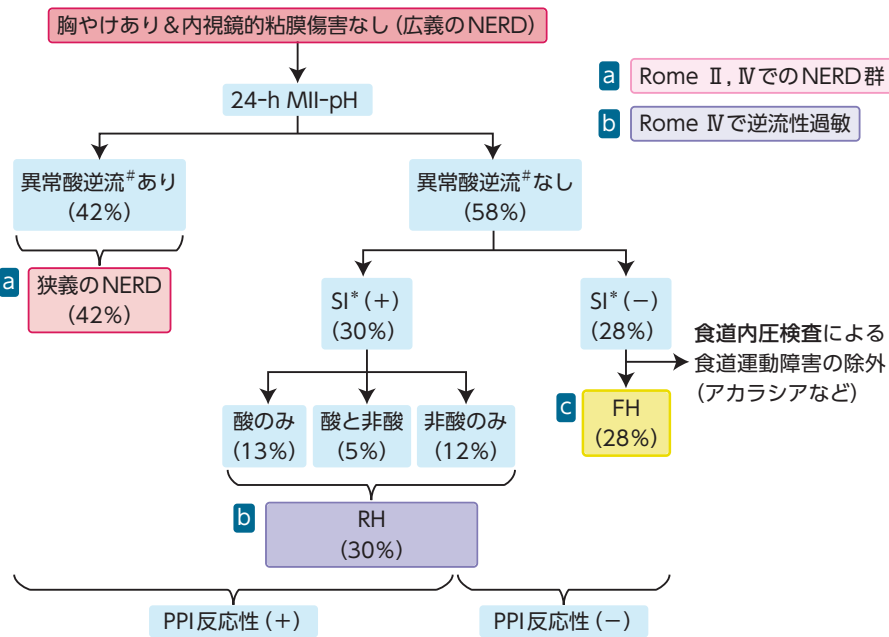 胸やけあり&内視鏡的粘膜傷害なし(広義のNERD)
a Rome Ⅱ,ⅣでのNERD群
b Rome Ⅳで逆流性過敏
24-h MII-pH
異常酸逆流#あり
(42%)
異常酸逆流#なし
(58%)
a 狭義のNERD
(42%)
SI*(+)
(30%)
SI*(−)
(28%)
食道内圧検査による
食道運動障害の除外
(アカラシアなど)
酸のみ
(13%)
酸と非酸
(5%)
非酸のみ
(12%)
c FH
(28%)
b RH
(30%)
PPI反応性(+)
PPI反応性(−)